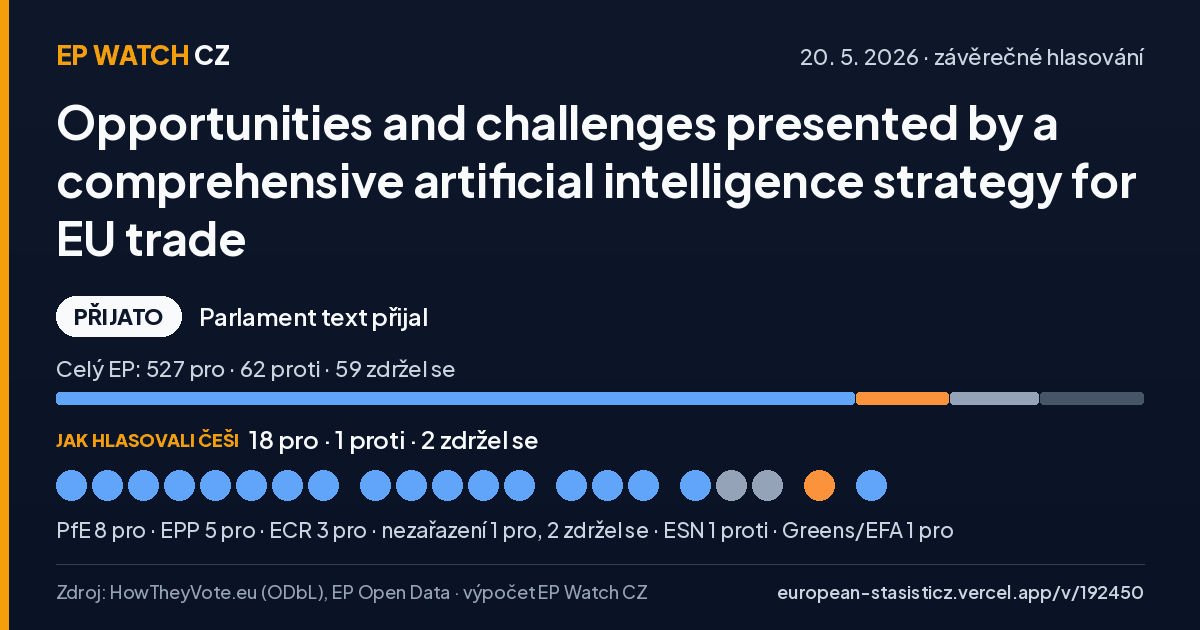 EP WATCH CZ
20. 5. 2026 · závěrečné hlasování
Opportunities and challenges presented by a
comprehensive artificial intelligence strategy for
EU trade
PŘIJATO Parlament text přijal
Celý EP: 527 pro · 62 proti · 59 zdržel se
JAK HLASOVALI ČEŠI 18 pro · 1 proti · 2 zdržel se
PfE 8 pro · EPP 5 pro · ECR 3 pro · nezařazení 1 pro, 2 zdržel se · ESN 1 proti · Greens/EFA 1 pro
Zdroj: HowTheyVote.eu (ODbL), EP Open Data · výpočet EP Watch CZ
european-stasisticz.vercel.app/v/192450